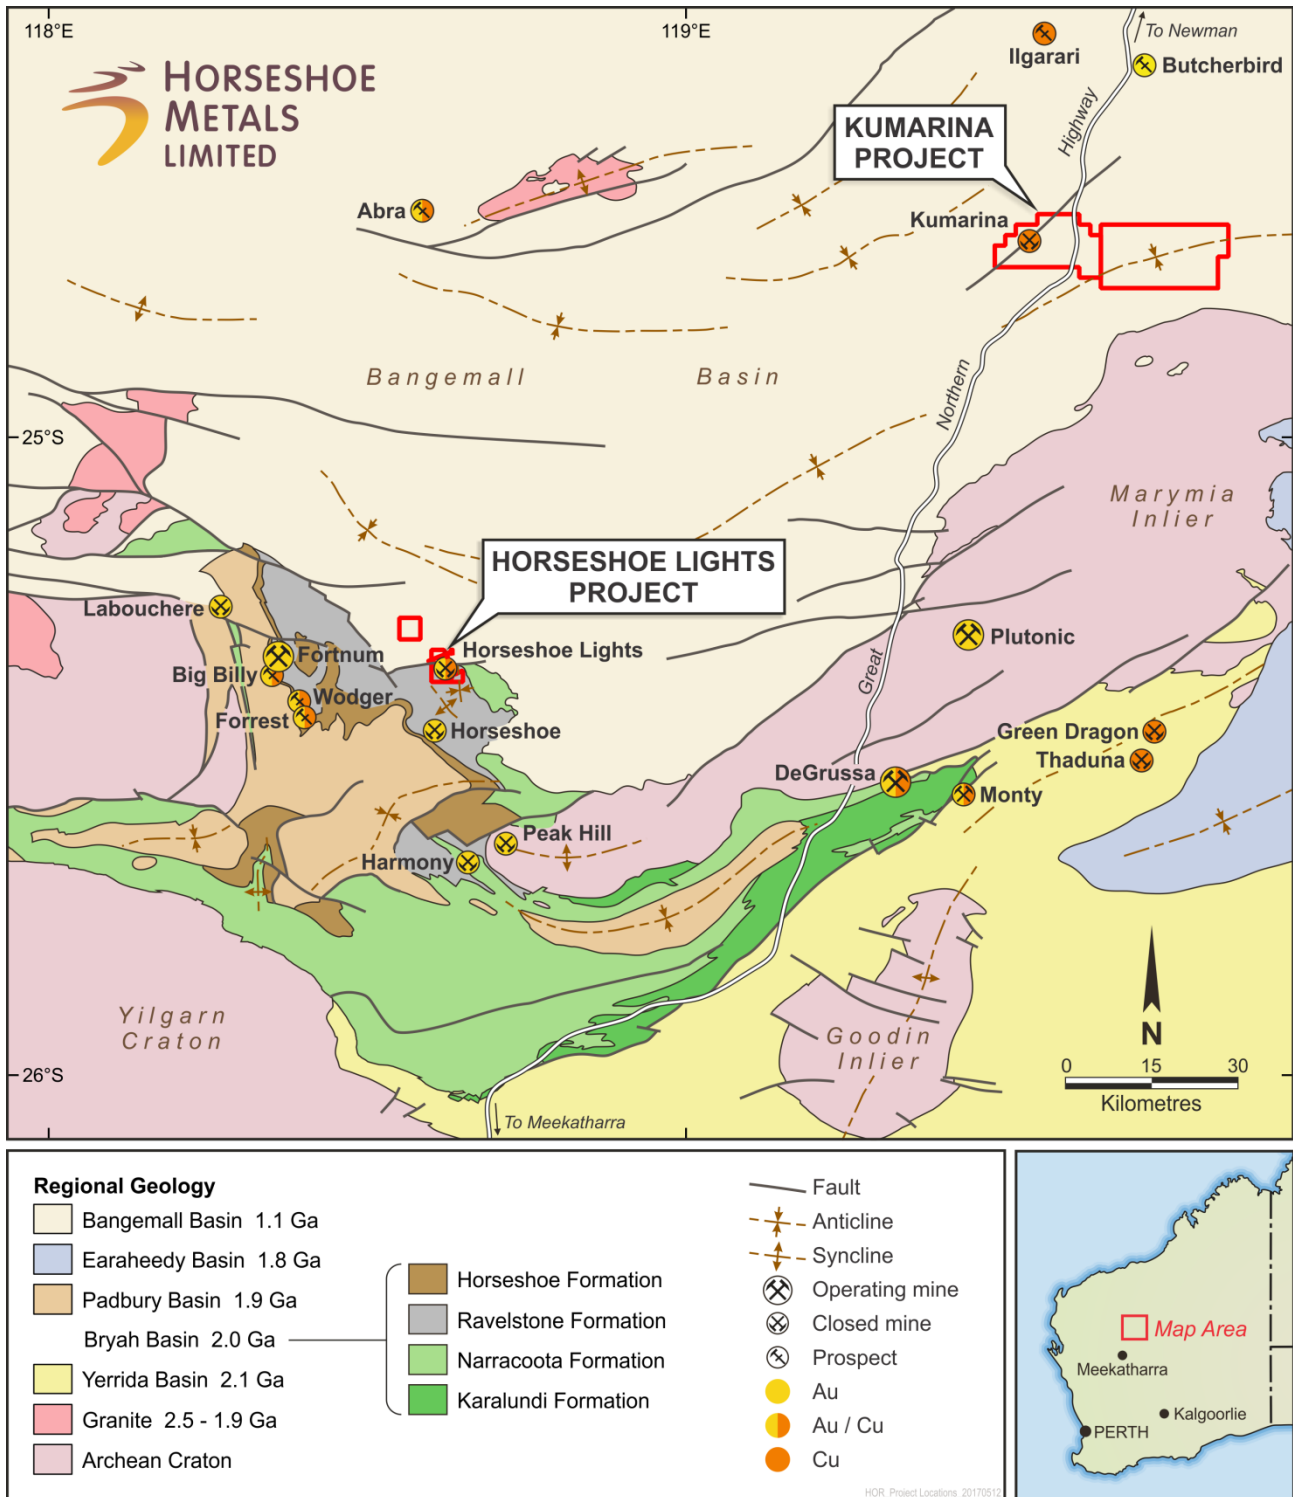 118°E
119°E
To Newman
HORSESHOE
METALS
LIMITED
Ilgarari
Butcherbird
KUMARINA
PROJECT
Highway
Abra
Kumarina
Bangemall Basin
Northern
25°S
Marymia
Inlier
HORSESHOE LIGHTS
PROJECT
Labouchere
Horseshoe Lights
Plutonic
Fortnum
Big Billy
Great
Wodger
Forrest
Horseshoe
Green Dragon
Thaduna
DeGrussa
Monty
Peak Hill
Harmony
Yilgarn
Craton
Goodin
Inlier
N
26°S
0 15 30
Kilometres
To Meekatharra
Regional Geology
Bangemall Basin 1.1 Ga
Earaheedy Basin 1.8 Ga
Padbury Basin 1.9 Ga
Bryah Basin 2.0 Ga
Yerrida Basin 2.1 Ga
Granite 2.5 - 1.9 Ga
Archean Craton
Horseshoe Formation
Ravelstone Formation
Narracoota Formation
Karalundi Formation
Fault
Anticline
Syncline
Operating mine
Closed mine
Prospect
Au
Au / Cu
Cu
HOR_Project Locations_20170512
Map Area
Meekatharra
Kalgoorlie
PERTH